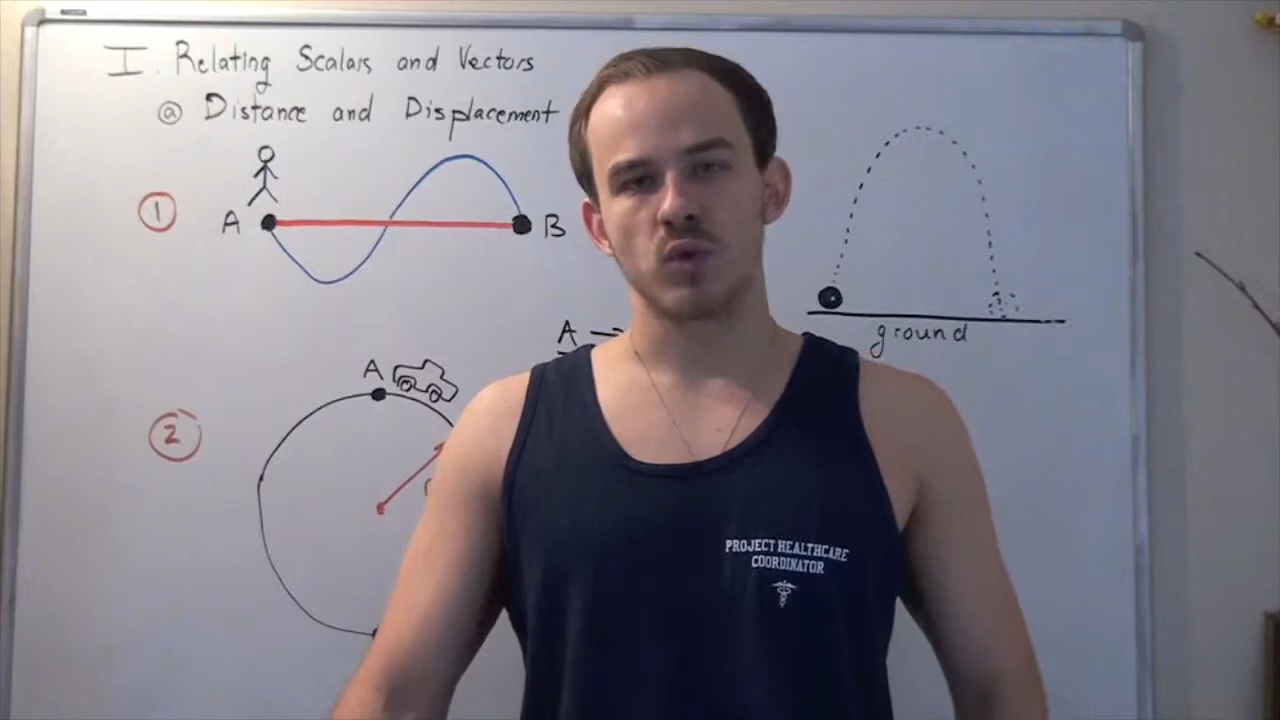 I. Relating Scalars and Vectors
ⓐ Distance and Displacement
① A B
A →
ground
② A
PROJECT HEALTHCARE
COORDINATOR